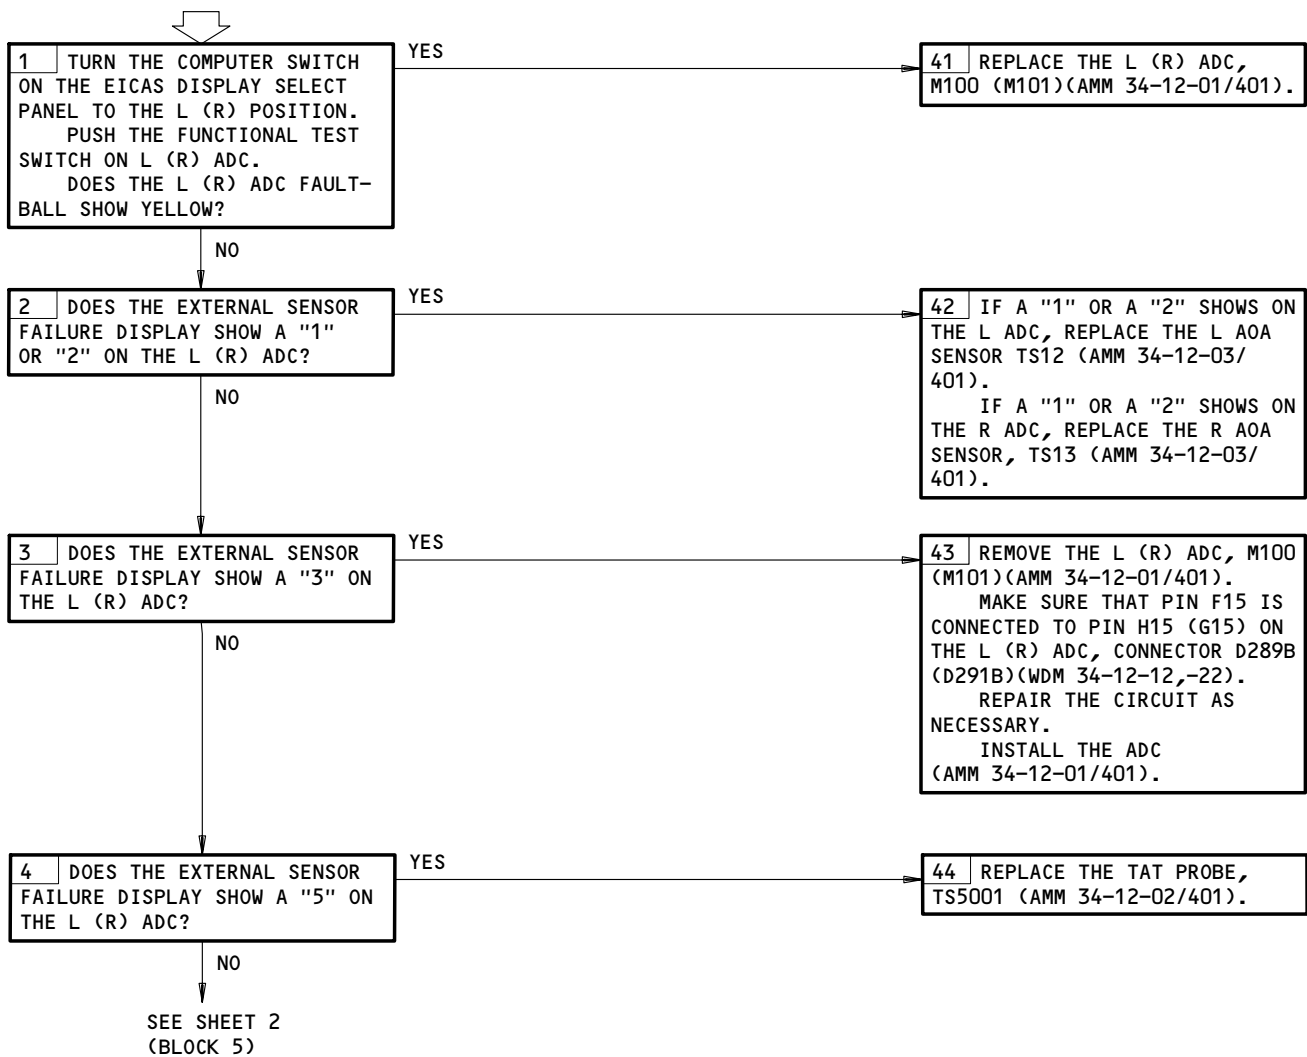 1 TURN THE COMPUTER SWITCH
ON THE EICAS DISPLAY SELECT
PANEL TO THE L (R) POSITION.
PUSH THE FUNCTIONAL TEST
SWITCH ON L (R) ADC.
DOES THE L (R) ADC FAULT-
BALL SHOW YELLOW?
YES
41 REPLACE THE L (R) ADC,
M100 (M101)(AMM 34-12-01/401).
NO
2 DOES THE EXTERNAL SENSOR
FAILURE DISPLAY SHOW A "1"
OR "2" ON THE L (R) ADC?
YES
42 IF A "1" OR A "2" SHOWS ON
THE L ADC, REPLACE THE L AOA
SENSOR TS12 (AMM 34-12-03/
401).
IF A "1" OR A "2" SHOWS ON
THE R ADC, REPLACE THE R AOA
SENSOR, TS13 (AMM 34-12-03/
401).
NO
3 DOES THE EXTERNAL SENSOR
FAILURE DISPLAY SHOW A "3" ON
THE L (R) ADC?
YES
43 REMOVE THE L (R) ADC, M100
(M101)(AMM 34-12-01/401).
MAKE SURE THAT PIN F15 IS
CONNECTED TO PIN H15 (G15) ON
THE L (R) ADC, CONNECTOR D289B
(D291B)(WDM 34-12-12,-22).
REPAIR THE CIRCUIT AS
NECESSARY.
INSTALL THE ADC
(AMM 34-12-01/401).
NO
4 DOES THE EXTERNAL SENSOR
FAILURE DISPLAY SHOW A "5" ON
THE L (R) ADC?
YES
44 REPLACE THE TAT PROBE,
TS5001 (AMM 34-12-02/401).
NO
SEE SHEET 2
(BLOCK 5)